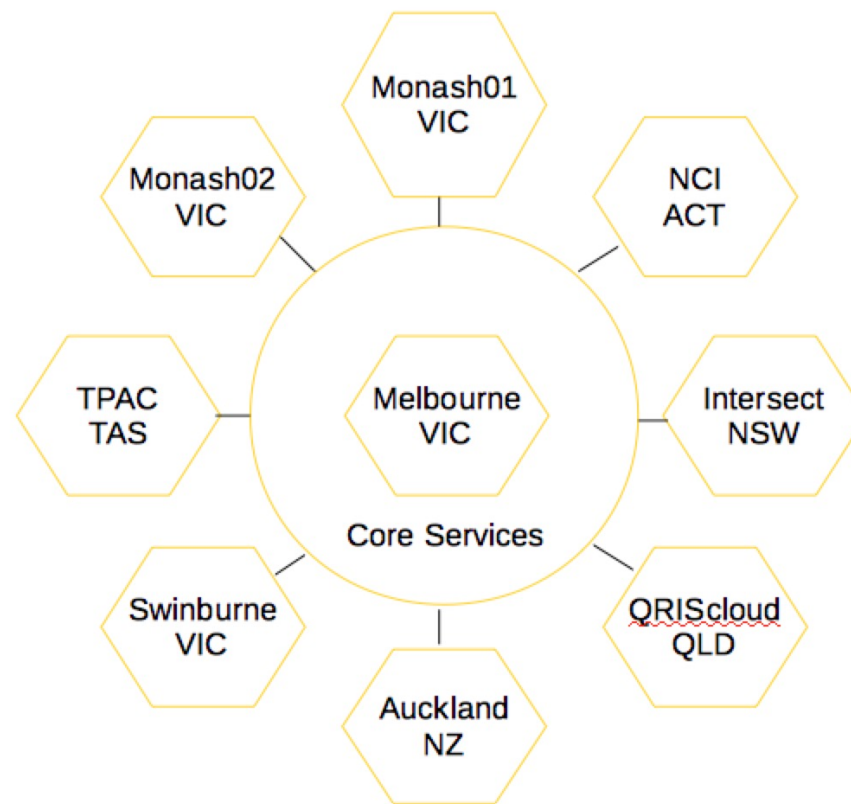 Monash01
VIC
Monash02
VIC
NCI
ACT
TPAC
TAS
Melbourne
VIC
Intersect
NSW
Core Services
Swinburne
VIC
QRIScloud
QLD
Auckland
NZ